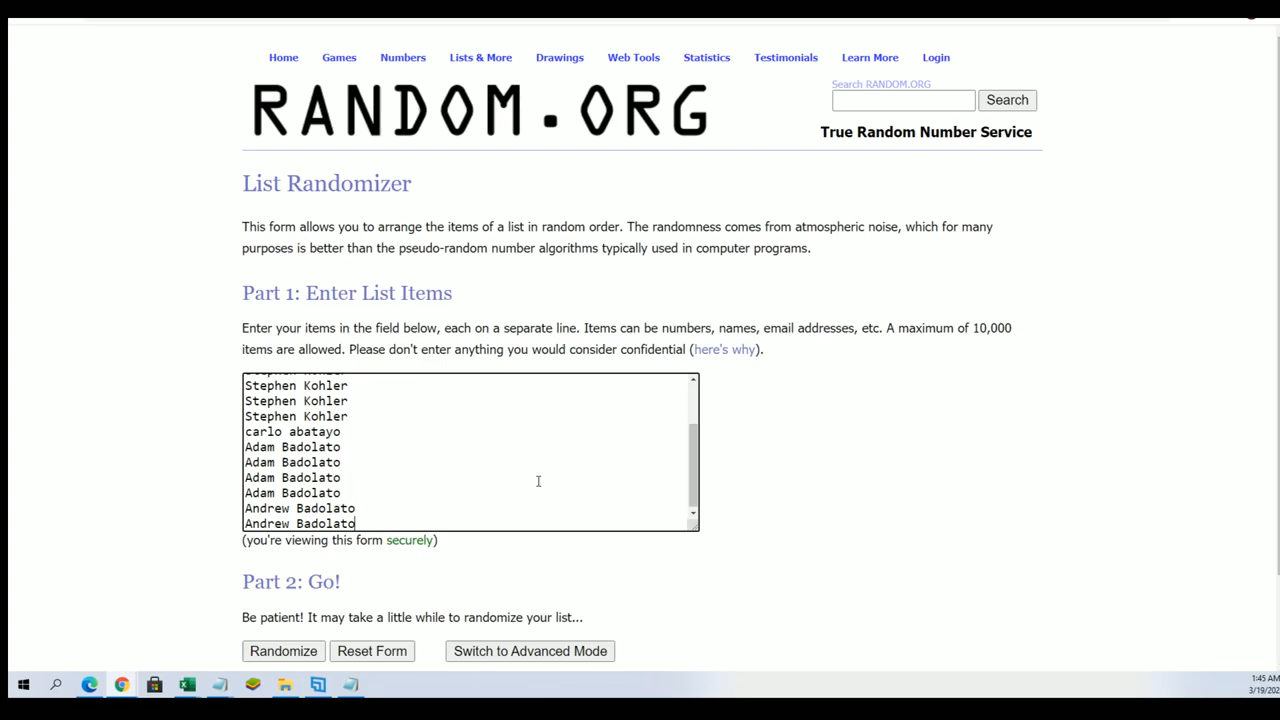 Home Games Numbers Lists & More Drawings Web Tools Statistics Testimonials Learn More Login
RANDOM.ORG
Search RANDOM.ORG
Search
True Random Number Service
List Randomizer
This form allows you to arrange the items of a list in random order. The randomness comes from atmospheric noise, which for many
purposes is better than the pseudo-random number algorithms typically used in computer programs.
Part 1: Enter List Items
Enter your items in the field below, each on a separate line. Items can be numbers, names, email addresses, etc. A maximum of 10,000
items are allowed. Please don't enter anything you would consider confidential (here's why).
Stephen Kohler
Stephen Kohler
Stephen Kohler
carlo abatayo
Adam Badolato
Adam Badolato
Adam Badolato
Adam Badolato
Andrew Badolato
Andrew Badolato
(you're viewing this form securely)
Part 2: Go!
Be patient! It may take a little while to randomize your list...
Randomize Reset Form Switch to Advanced Mode
1:45 AM
3/19/202